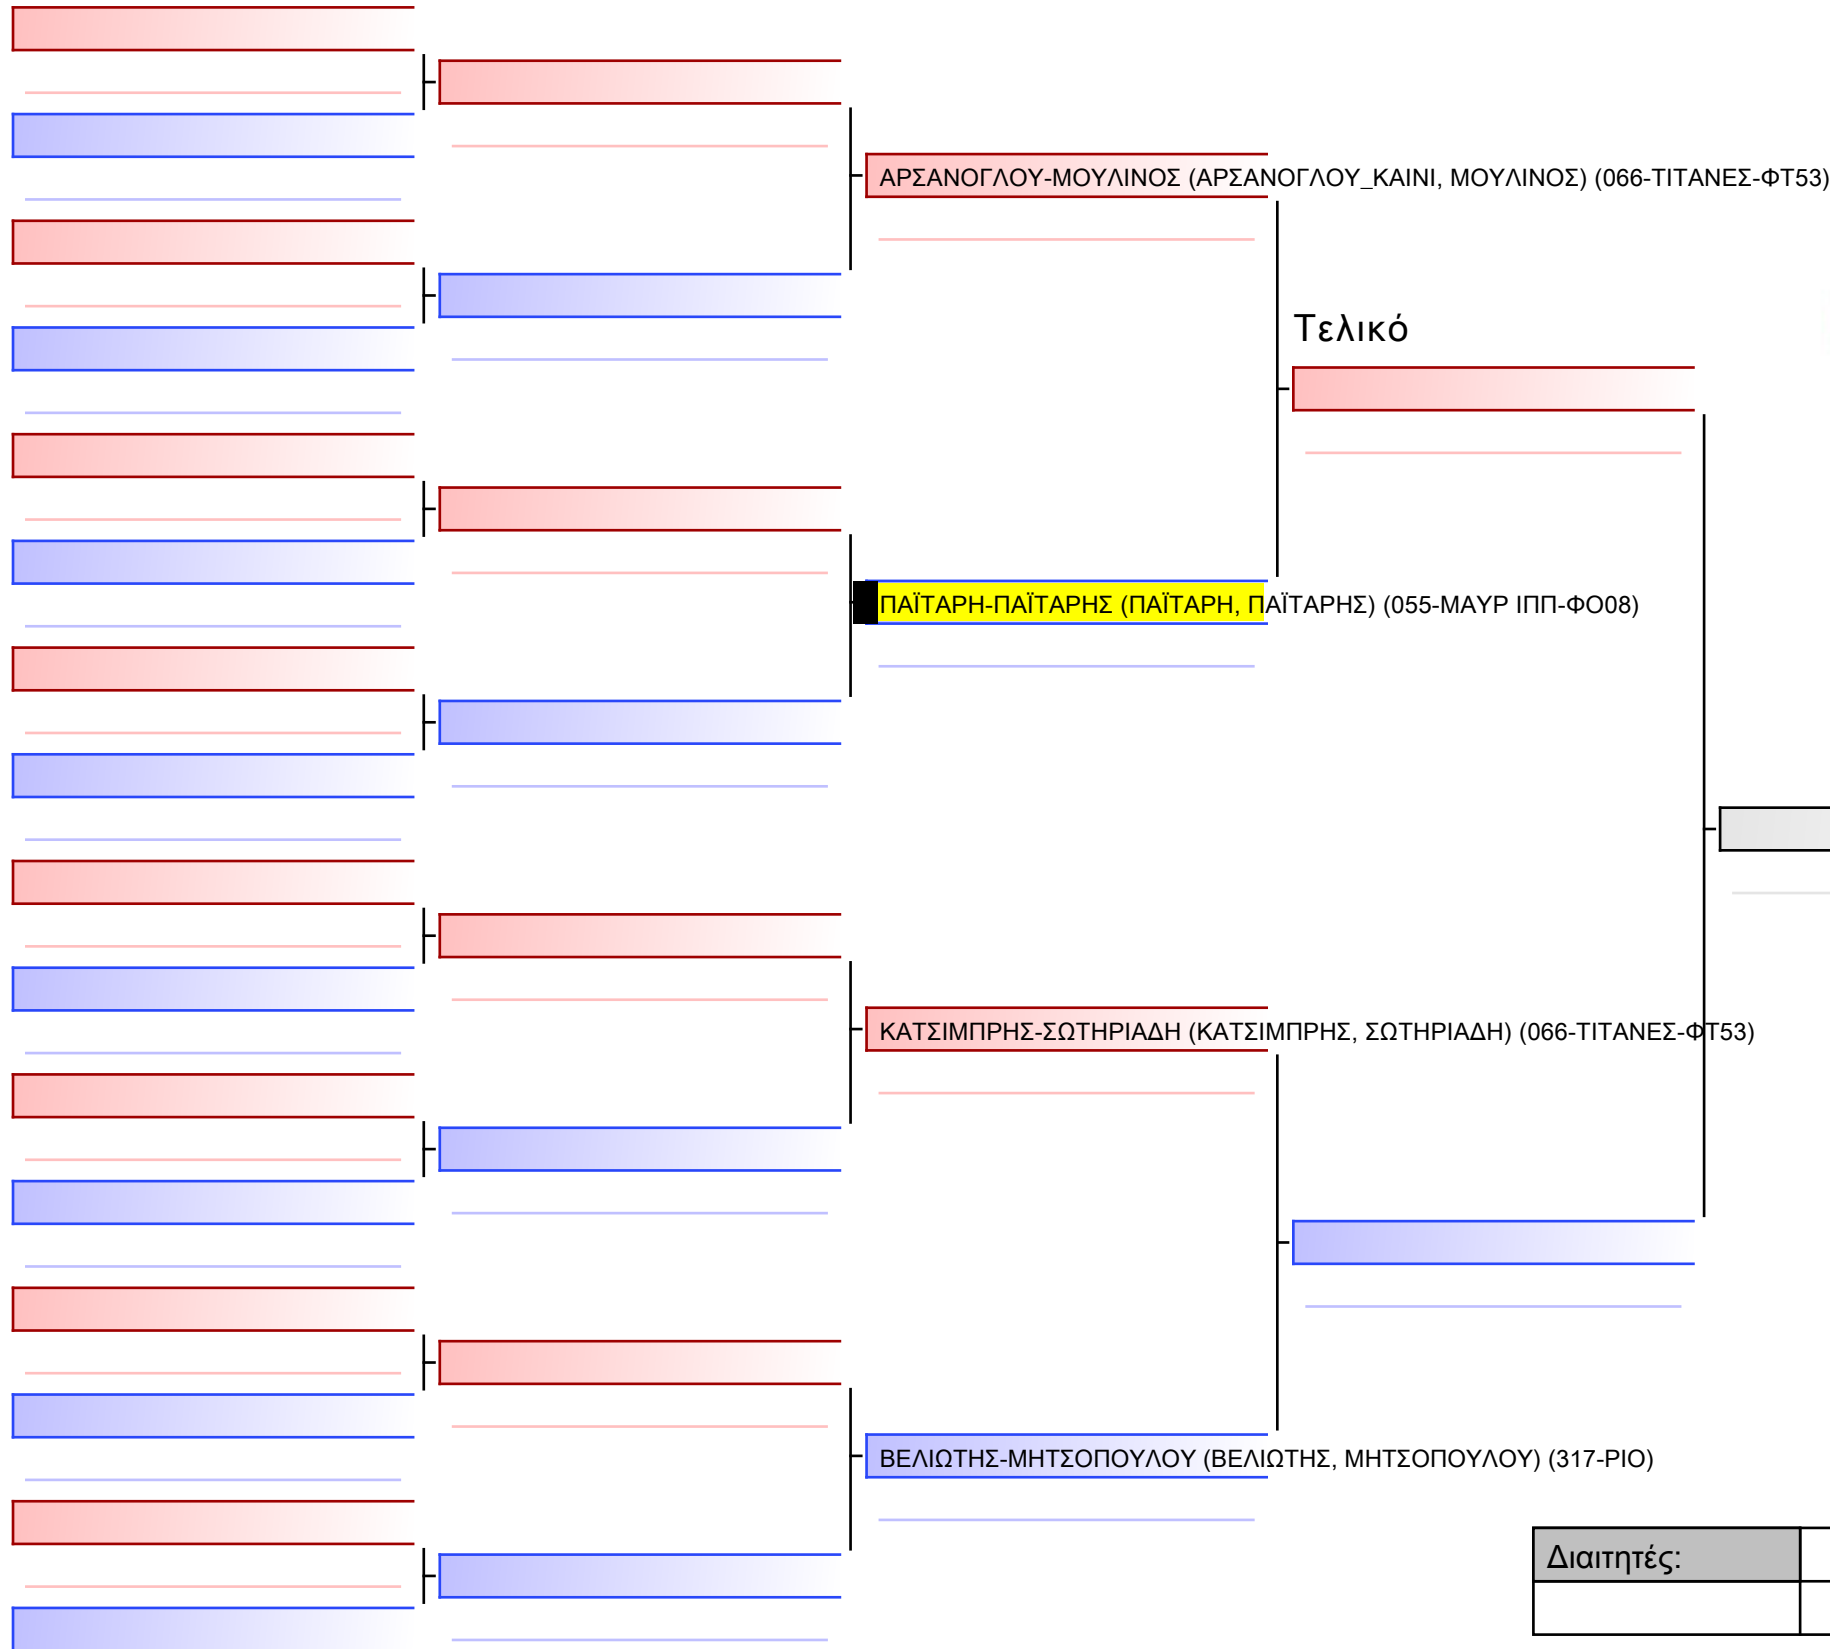 ΑΡΣΑΝΟΓΛΟΥ-ΜΟΥΛΙΝΟΣ (ΑΡΣΑΝΟΓΛΟΥ_ΚΑΙΝΙ, ΜΟΥΛΙΝΟΣ) (066-ΤΙΤΑΝΕΣ-ΦΤ53)
Τελικό
ΠΑΪΤΑΡΗ-ΠΑΪΤΑΡΗΣ (ΠΑΪΤΑΡΗ, ΠΑΪΤΑΡΗΣ) (055-ΜΑΥΡ ΙΠΠ-ΦΟ08)
ΚΑΤΣΙΜΠΡΗΣ-ΣΩΤΗΡΙΑΔΗ (ΚΑΤΣΙΜΠΡΗΣ, ΣΩΤΗΡΙΑΔΗ) (066-ΤΙΤΑΝΕΣ-ΦΤ53)
ΒΕΛΙΩΤΗΣ-ΜΗΤΣΟΠΟΥΛΟΥ (ΒΕΛΙΩΤΗΣ, ΜΗΤΣΟΠΟΥΛΟΥ) (317-ΡΙΟ)
Διαιτητές: